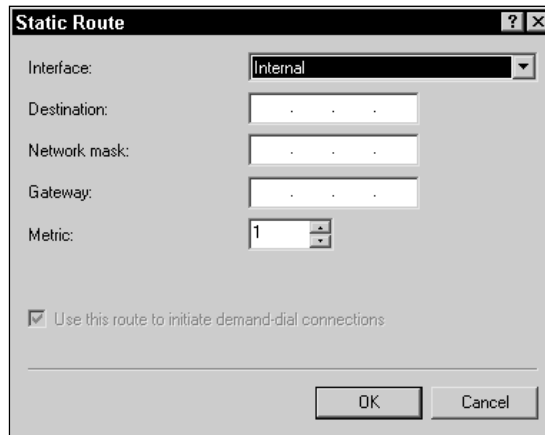 Static Route
Interface: Internal
Destination: . . .
Network mask: . . .
Gateway: . . .
Metric: 1
Use this route to initiate demand-dial connections
OK Cancel